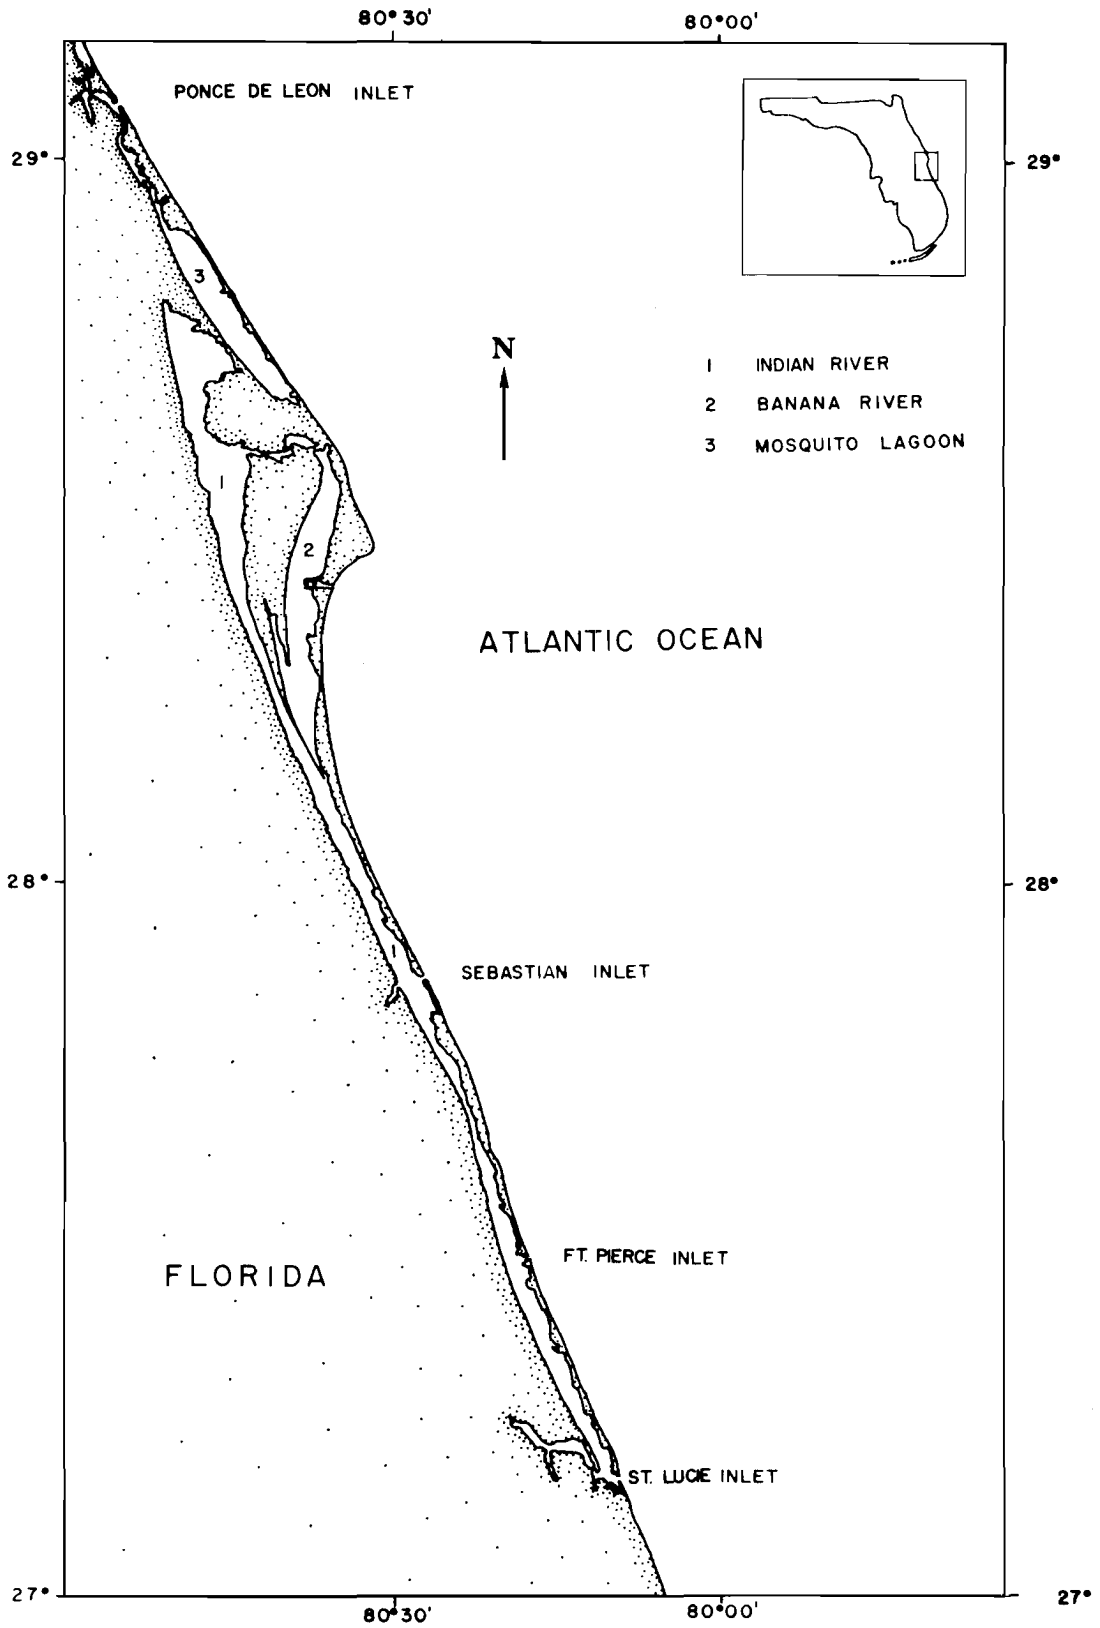 80°30' 80°00'
PONCE DE LEON INLET
29° 29°
3
N
1 INDIAN RIVER
2 BANANA RIVER
3 MOSQUITO LAGOON
1
2
ATLANTIC OCEAN
28° 28°
1
SEBASTIAN INLET
FT. PIERCE INLET
FLORIDA
ST. LUCIE INLET
27° 27°
80°30' 80°00'